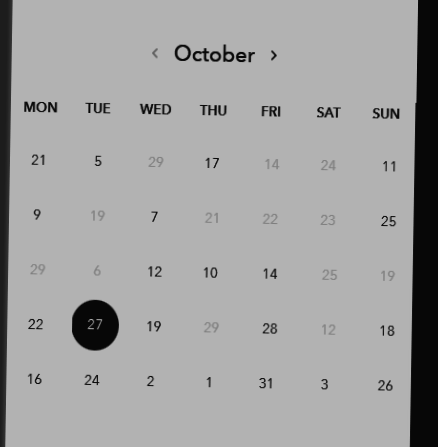 < October >
MON TUE WED THU FRI SAT SUN
21 5 29 17 14 24 11
9 19 7 21 22 23 25
29 6 12 10 14 25 19
22 27 19 29 28 12 18
16 24 2 1 31 3 26